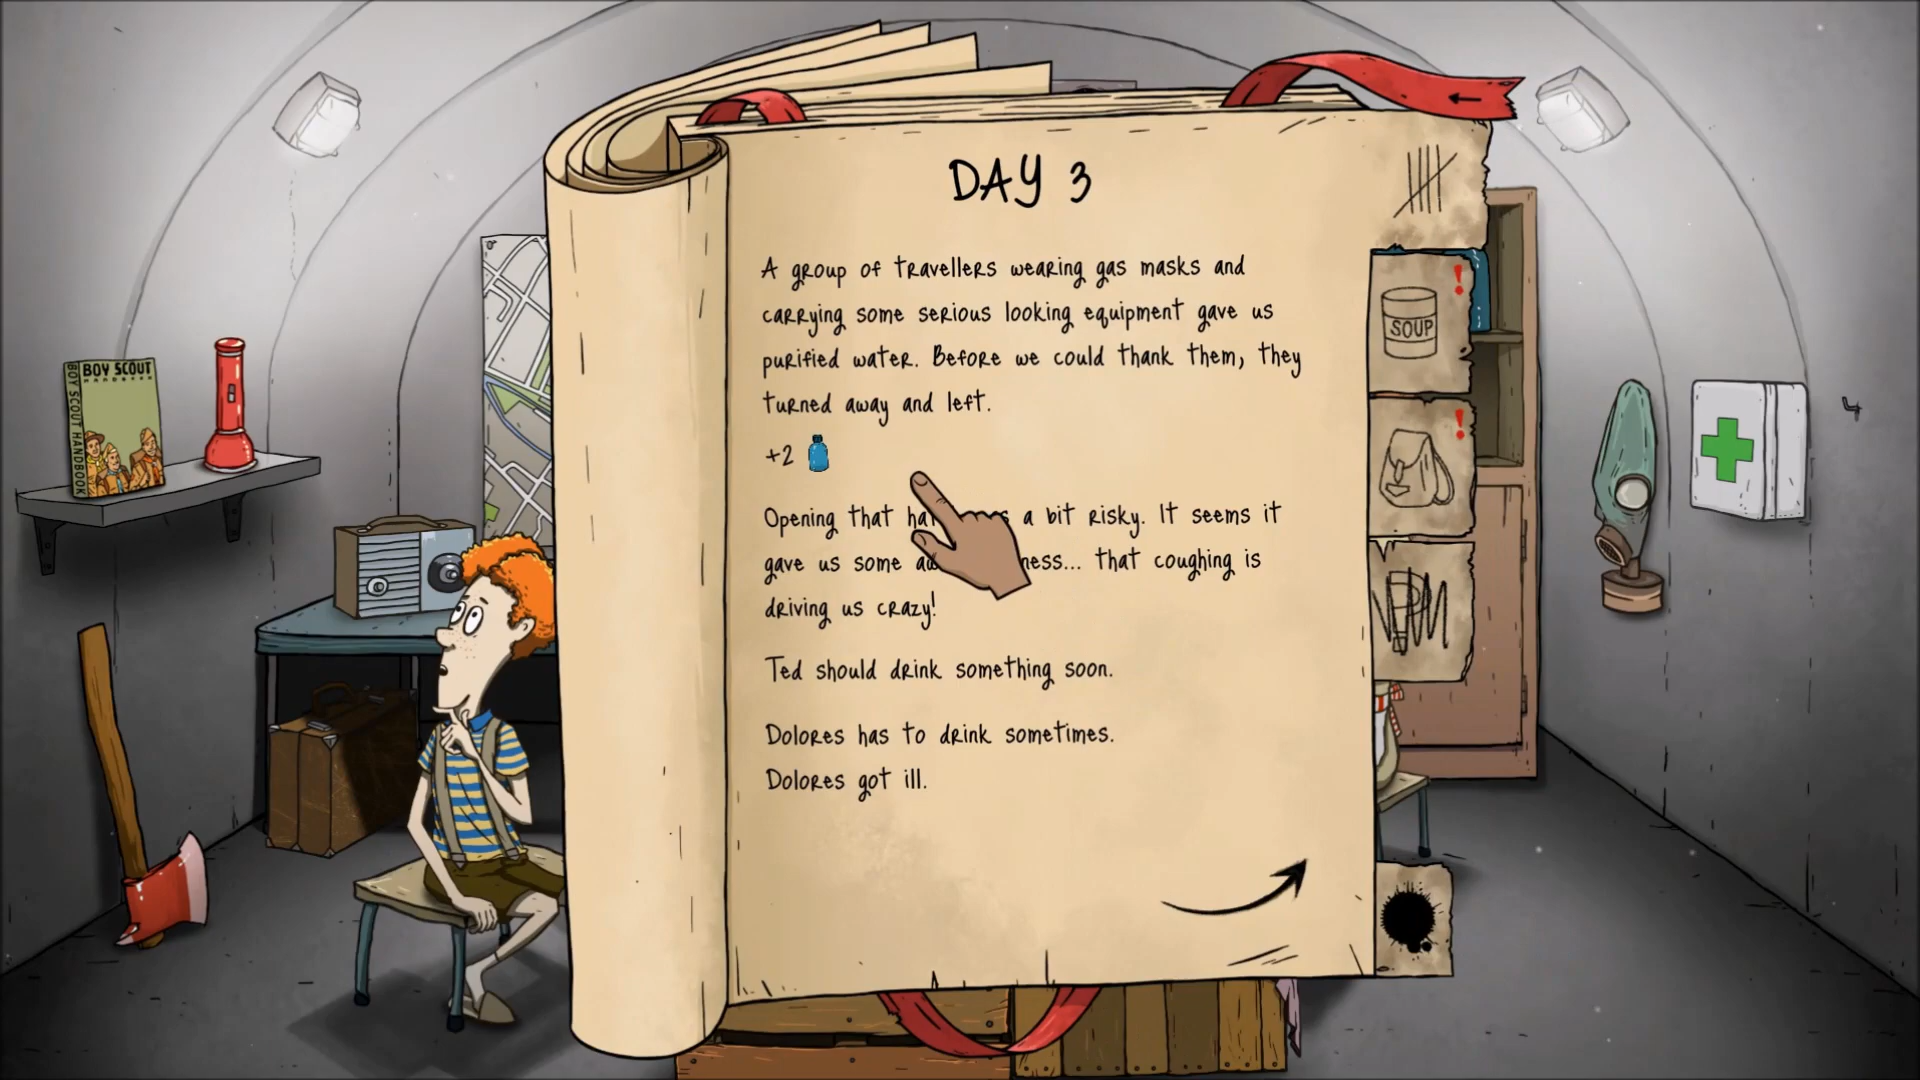 DAY 3
A group of travellers wearing gas masks and
carrying some serious looking equipment gave us
purified water. Before we could thank them, they
turned away and left.
+2
Opening that a bit risky. It seems it
gave us some that coughing is
driving us crazy!
Ted should drink something soon.
Dolores has to drink sometimes.
Dolores got ill.
!
SOUP
!
BOY SCOUT
HANDBOOK
BOY SCOUT HANDBOOK